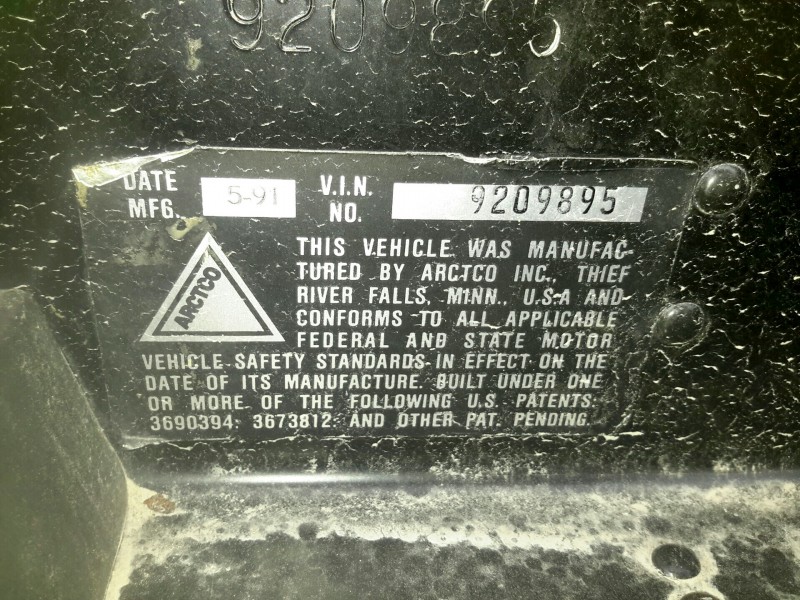 9209895
DATE MFG. 5-91 V.I.N. NO. 9209895
ARCTCO
THIS VEHICLE WAS MANUFAC-
TURED BY ARCTCO INC., THIEF
RIVER FALLS, MINN., U.S.A AND
CONFORMS TO ALL APPLICABLE
FEDERAL AND STATE MOTOR
VEHICLE SAFETY STANDARDS IN EFFECT ON THE
DATE OF ITS MANUFACTURE. BUILT UNDER ONE
OR MORE OF THE FOLLOWING U.S. PATENTS:
3690394; 3673812; AND OTHER PAT. PENDING.